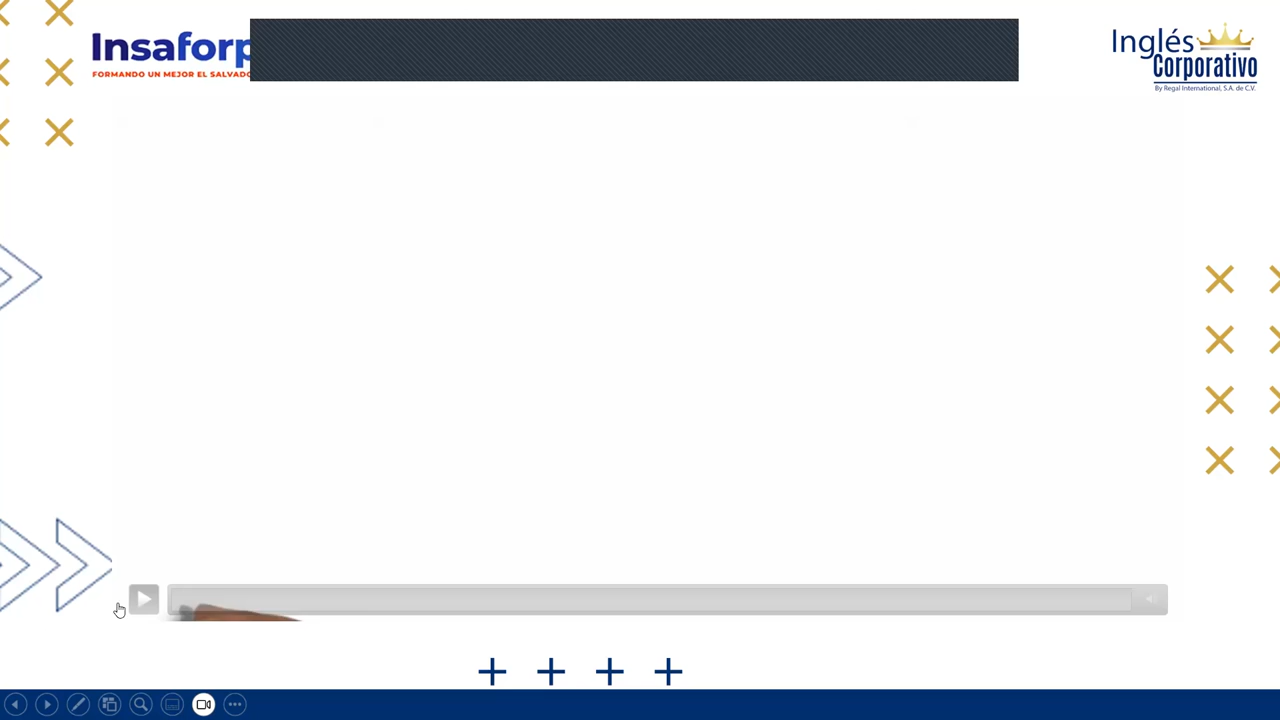 Insaforp
FORMANDO UN MEJOR EL SALVADO
Inglés
Corporativo
By Regal International, S.A. de C.V.